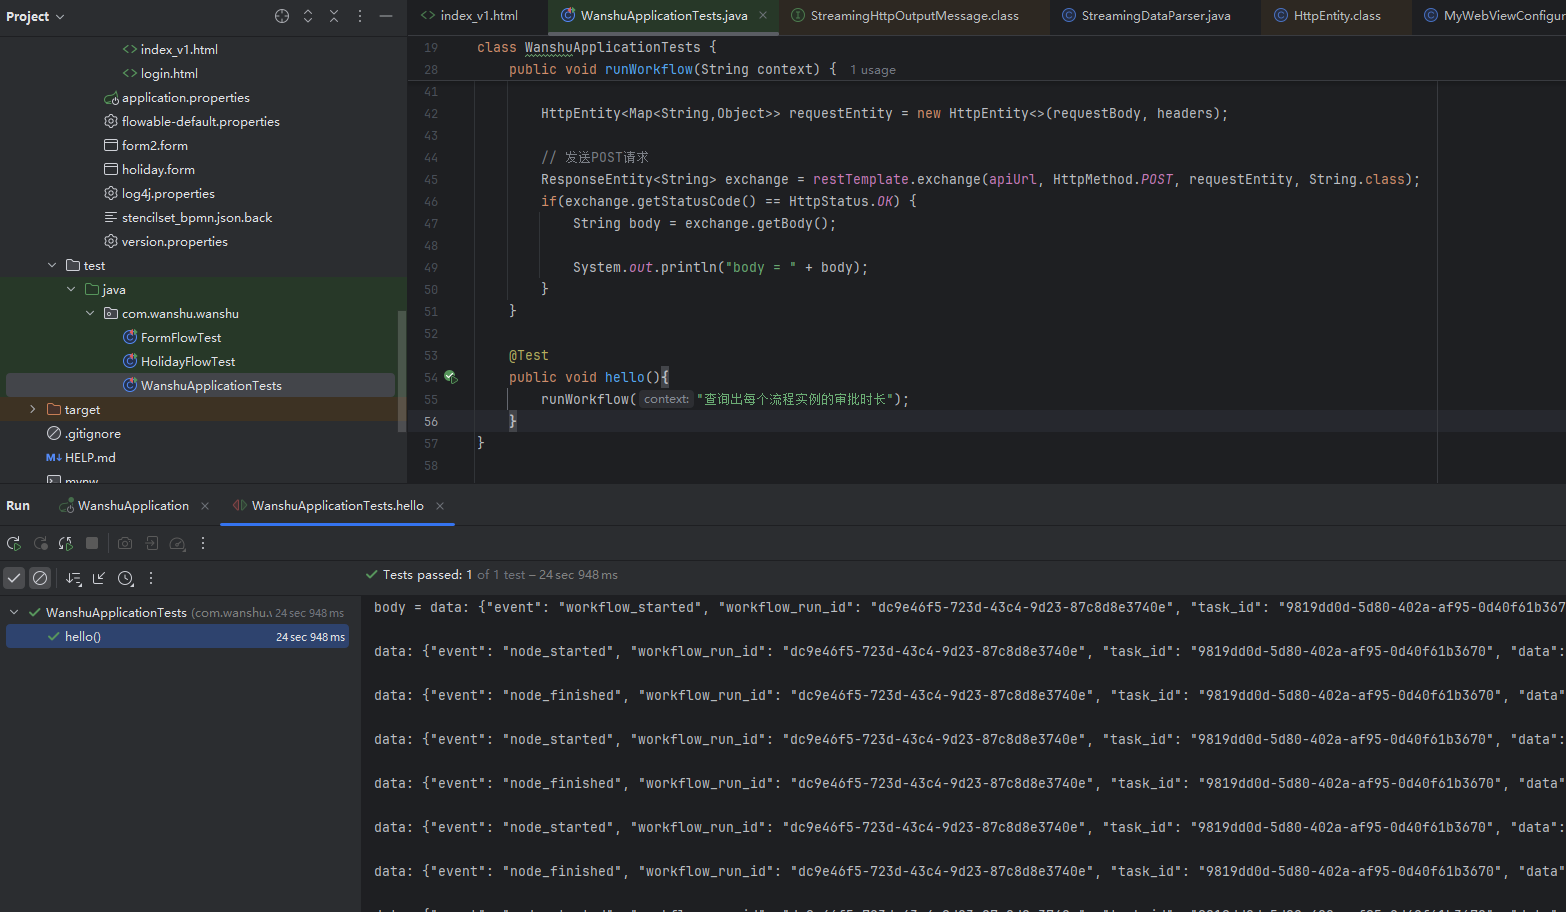 Project
index_v1.html
WanshuApplicationTests.java
StreamingHttpOutputMessage.class
StreamingDataParser.java
HttpEntity.class
MyWebViewConfigur
index_v1.html
login.html
application.properties
flowable-default.properties
form2.form
holiday.form
log4j.properties
stencilset_bpmn.json.back
version.properties
test
java
com.wanshu.wanshu
FormFlowTest
HolidayFlowTest
WanshuApplicationTests
target
.gitignore
M↓ HELP.md
mvnw
19 class WanshuApplicationTests {
28 public void runWorkflow(String context) { 1 usage
41
42 HttpEntity<Map<String,Object>> requestEntity = new HttpEntity<>(requestBody, headers);
43
44 // 发送POST请求
45 ResponseEntity<String> exchange = restTemplate.exchange(apiUrl, HttpMethod.POST, requestEntity, String.class);
46 if(exchange.getStatusCode() == HttpStatus.OK) {
47 String body = exchange.getBody();
48
49 System.out.println("body = " + body);
50 }
51 }
52
53 @Test
54 public void hello(){
55 runWorkflow( context: "查询出每个流程实例的审批时长");
56 }
57 }
58
Run
WanshuApplication
WanshuApplicationTests.hello
Tests passed: 1 of 1 test – 24 sec 948 ms
WanshuApplicationTests (com.wanshu.w 24 sec 948 ms
hello() 24 sec 948 ms
body = data: {"event": "workflow_started", "workflow_run_id": "dc9e46f5-723d-43c4-9d23-87c8d8e3740e", "task_id": "9819dd0d-5d80-402a-af95-0d40f61b367
data: {"event": "node_started", "workflow_run_id": "dc9e46f5-723d-43c4-9d23-87c8d8e3740e", "task_id": "9819dd0d-5d80-402a-af95-0d40f61b3670", "data":
data: {"event": "node_finished", "workflow_run_id": "dc9e46f5-723d-43c4-9d23-87c8d8e3740e", "task_id": "9819dd0d-5d80-402a-af95-0d40f61b3670", "data"
data: {"event": "node_started", "workflow_run_id": "dc9e46f5-723d-43c4-9d23-87c8d8e3740e", "task_id": "9819dd0d-5d80-402a-af95-0d40f61b3670", "data":
data: {"event": "node_finished", "workflow_run_id": "dc9e46f5-723d-43c4-9d23-87c8d8e3740e", "task_id": "9819dd0d-5d80-402a-af95-0d40f61b3670", "data"
data: {"event": "node_started", "workflow_run_id": "dc9e46f5-723d-43c4-9d23-87c8d8e3740e", "task_id": "9819dd0d-5d80-402a-af95-0d40f61b3670", "data":
data: {"event": "node_finished", "workflow_run_id": "dc9e46f5-723d-43c4-9d23-87c8d8e3740e", "task_id": "9819dd0d-5d80-402a-af95-0d40f61b3670", "data"